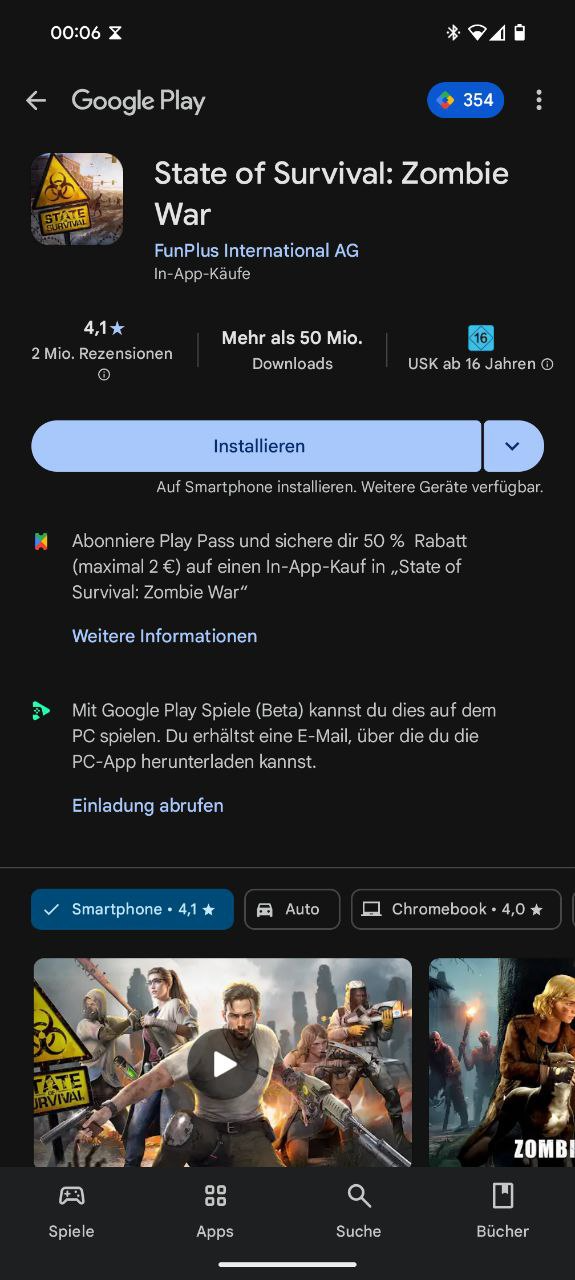 00:06
Google Play
354
State of Survival: Zombie
War
FunPlus International AG
In-App-Käufe
4,1★
2 Mio. Rezensionen
Mehr als 50 Mio.
Downloads
16
USK ab 16 Jahren
Installieren
Auf Smartphone installieren. Weitere Geräte verfügbar.
Abonniere Play Pass und sichere dir 50 % Rabatt
(maximal 2 €) auf einen In-App-Kauf in „State of
Survival: Zombie War“
Weitere Informationen
Mit Google Play Spiele (Beta) kannst du dies auf dem
PC spielen. Du erhältst eine E-Mail, über die du die
PC-App herunterladen kannst.
Einladung abrufen
Smartphone • 4,1 ★
Auto
Chromebook • 4,0 ★
STATE
OF
SURVIVAL
ZOMBI
Spiele
Apps
Suche
Bücher